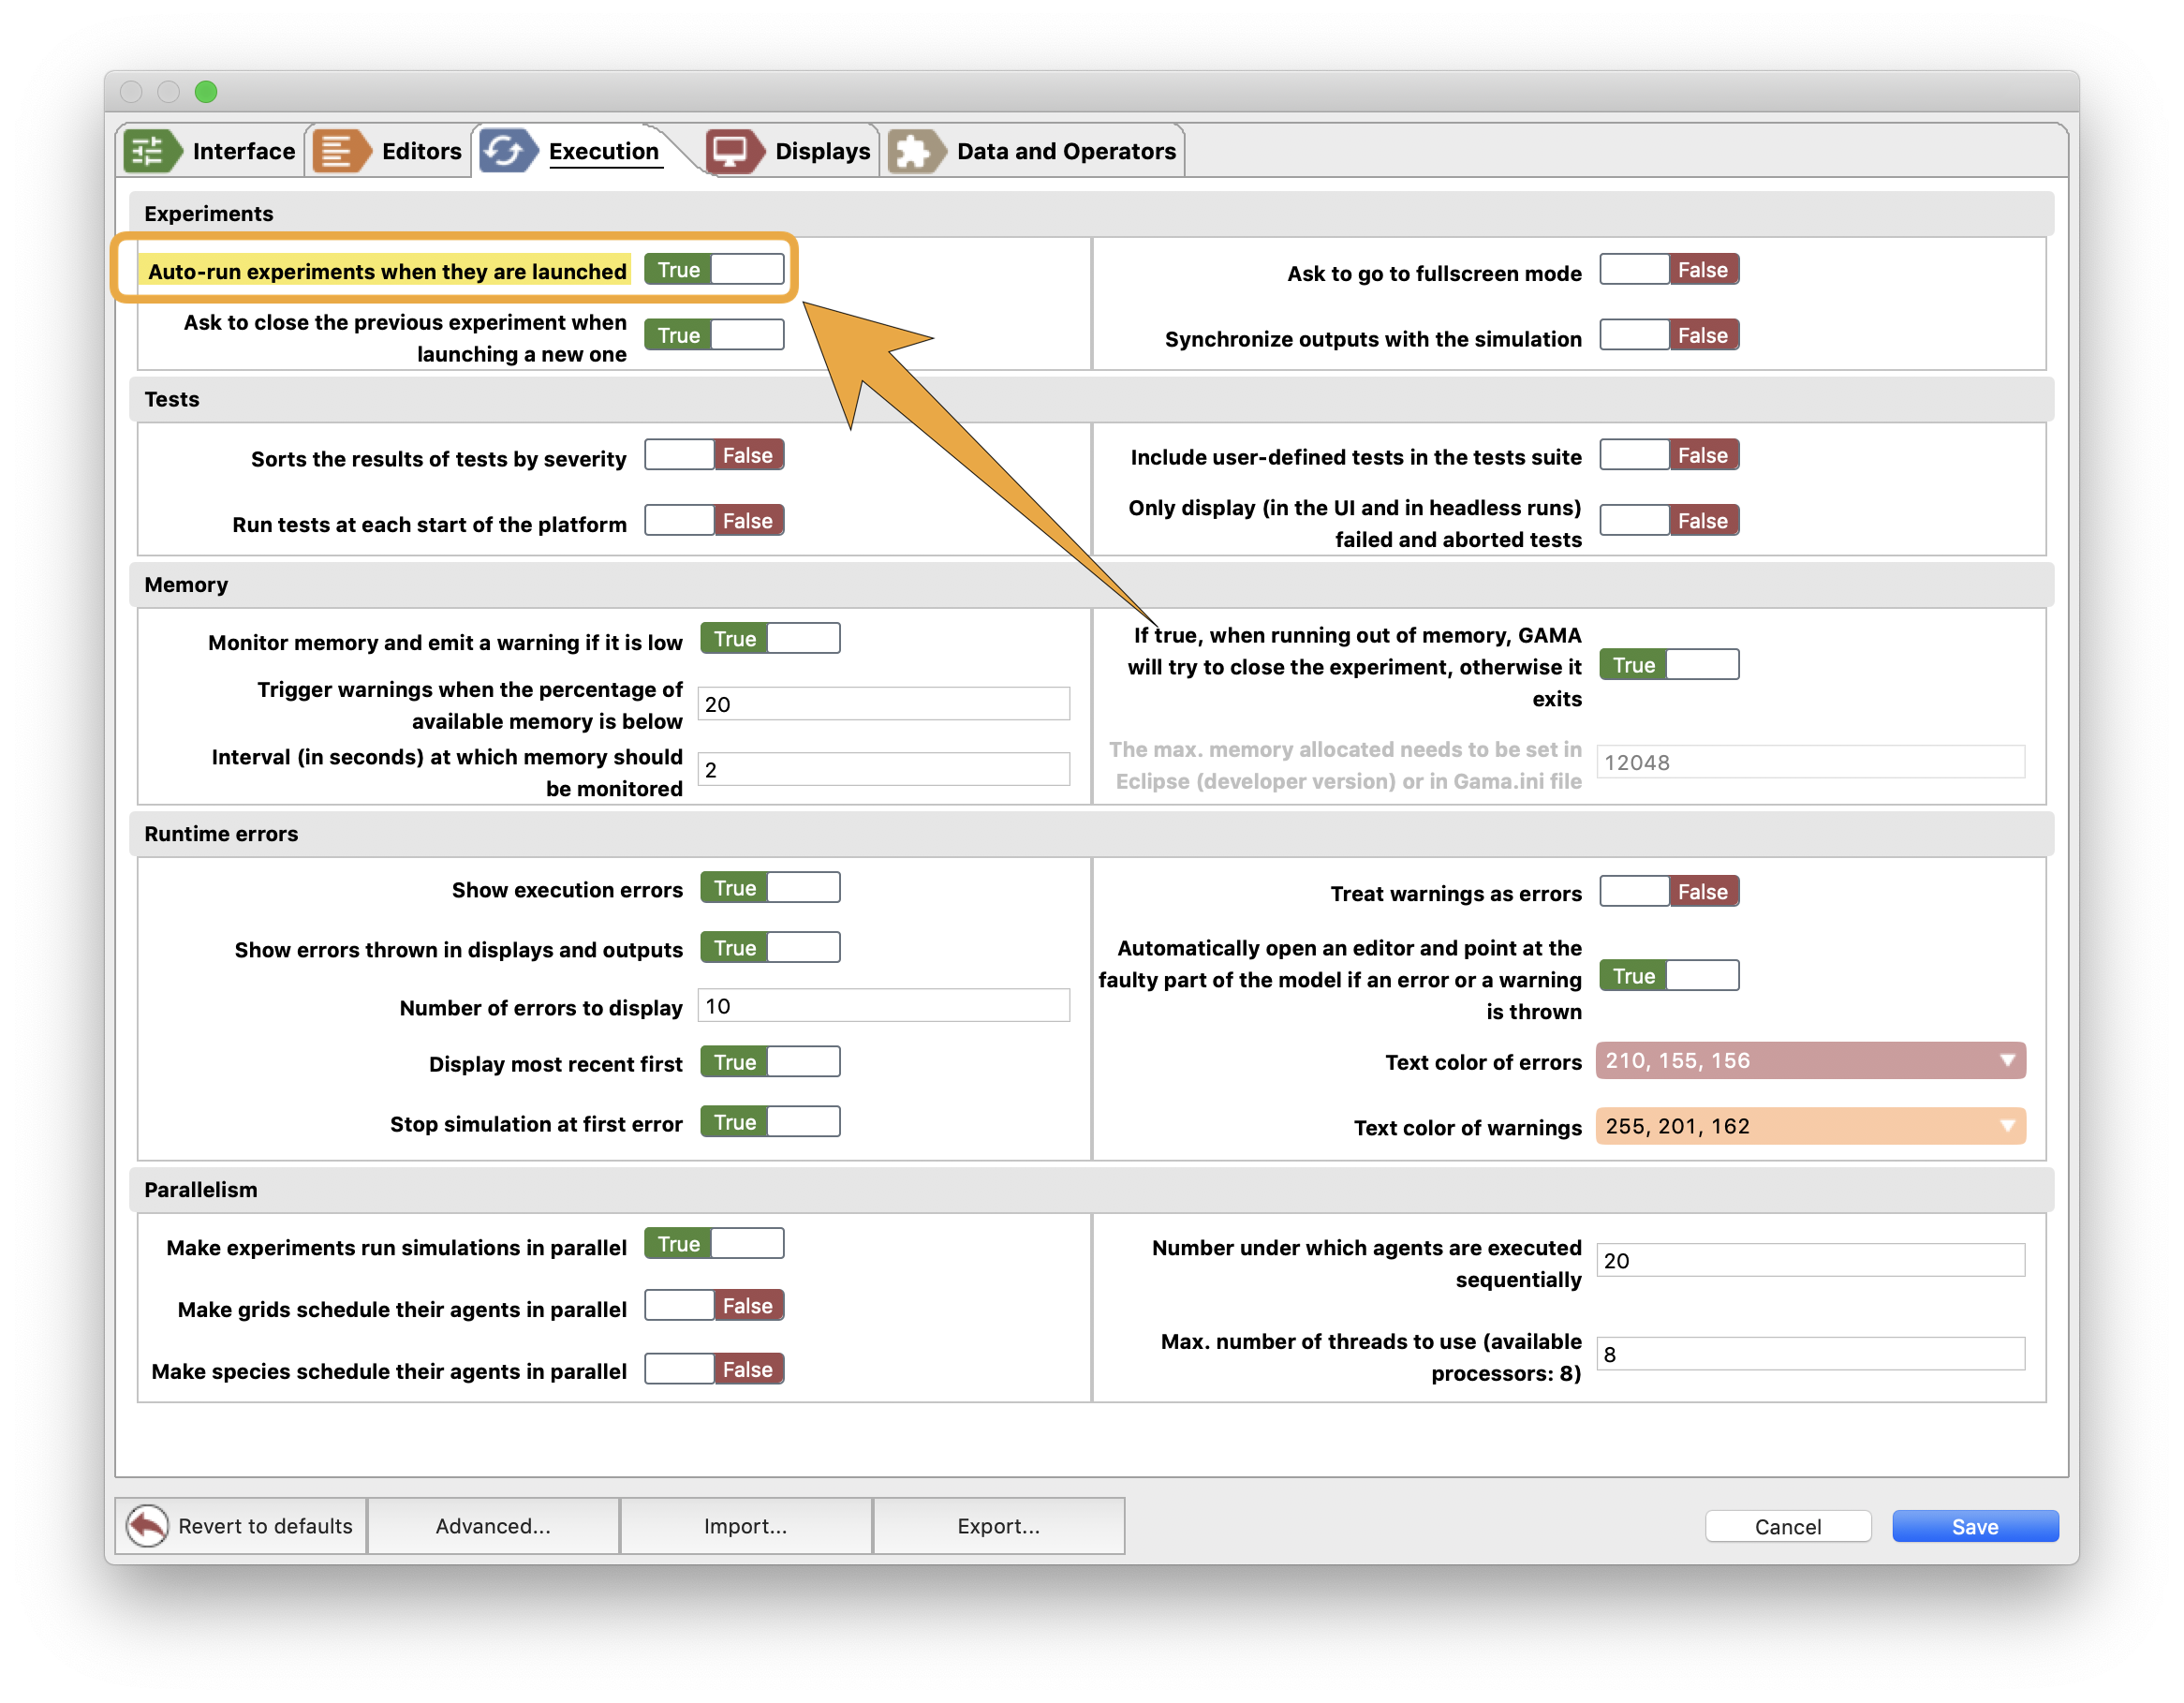 Interface Editors Execution Displays Data and Operators
Experiments
Auto-run experiments when they are launched True
Ask to close the previous experiment when
launching a new one True
Ask to go to fullscreen mode False
Synchronize outputs with the simulation False
Tests
Sorts the results of tests by severity False
Run tests at each start of the platform False
Include user-defined tests in the tests suite False
Only display (in the UI and in headless runs)
failed and aborted tests False
Memory
Monitor memory and emit a warning if it is low True
Trigger warnings when the percentage of
available memory is below 20
Interval (in seconds) at which memory should
be monitored 2
If true, when running out of memory, GAMA
will try to close the experiment, otherwise it True
exits
The max. memory allocated needs to be set in
Eclipse (developer version) or in Gama.ini file 12048
Runtime errors
Show execution errors True
Show errors thrown in displays and outputs True
Number of errors to display 10
Display most recent first True
Stop simulation at first error True
Treat warnings as errors False
Automatically open an editor and point at the
faulty part of the model if an error or a warning True
is thrown
Text color of errors 210, 155, 156
Text color of warnings 255, 201, 162
Parallelism
Make experiments run simulations in parallel True
Make grids schedule their agents in parallel False
Make species schedule their agents in parallel False
Number under which agents are executed
sequentially 20
Max. number of threads to use (available
processors: 8) 8
Revert to defaults Advanced... Import... Export... Cancel Save